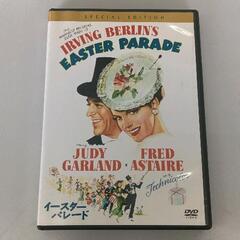 SPECIAL EDITION
IRVING BERLIN'S
EASTER PARADE
JUDY FRED
GARLAND · ASTAIRE
Technicolor
イースター
パレード
DVD